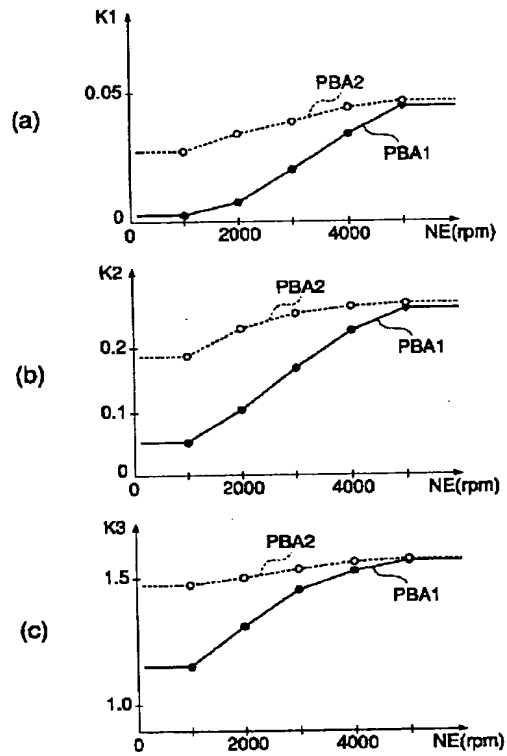 K1
0.05
PBA2
(a)
PBA1
0
2000
4000
NE(rpm)
K2
PBA2
0.2
(b)
PBA1
0.1
0
0
2000
4000
NE(rpm)
K3
PBA2
1.5
PBA1
(c)
1.0
0
2000
4000
NE(rpm)